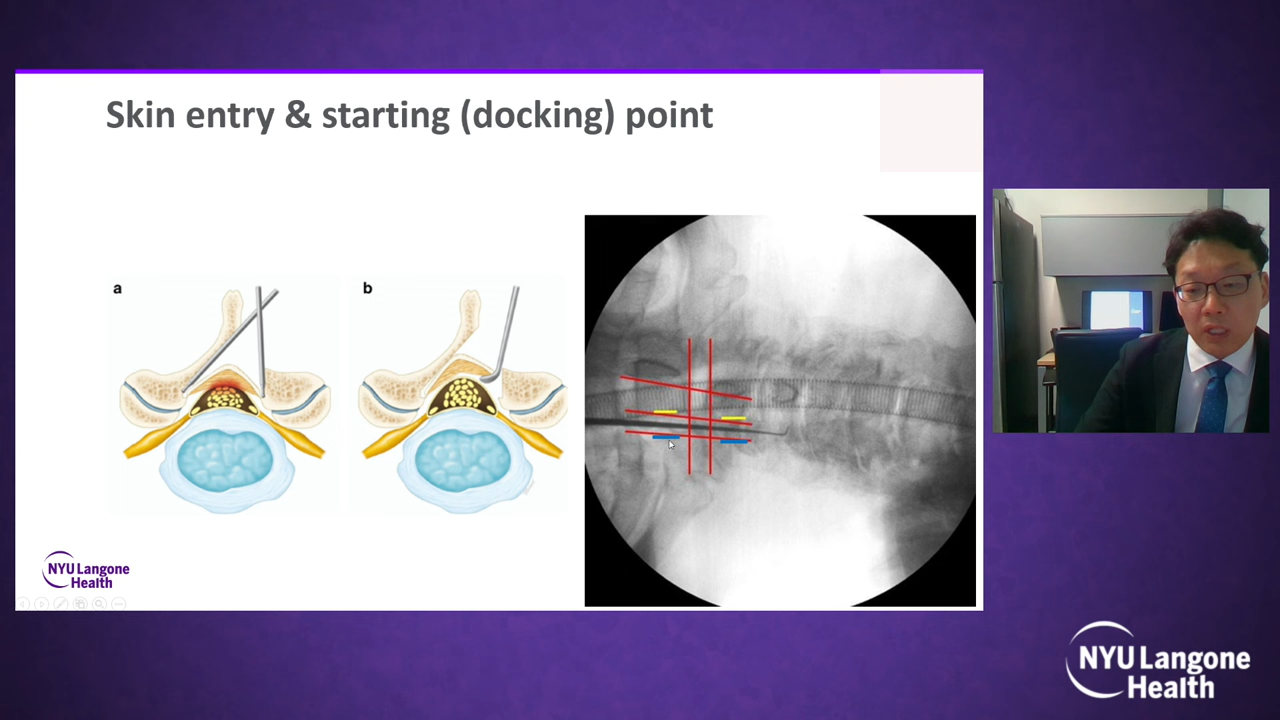 Skin entry & starting (docking) point
a
b
NYU Langone
Health
NYU Langone
Health